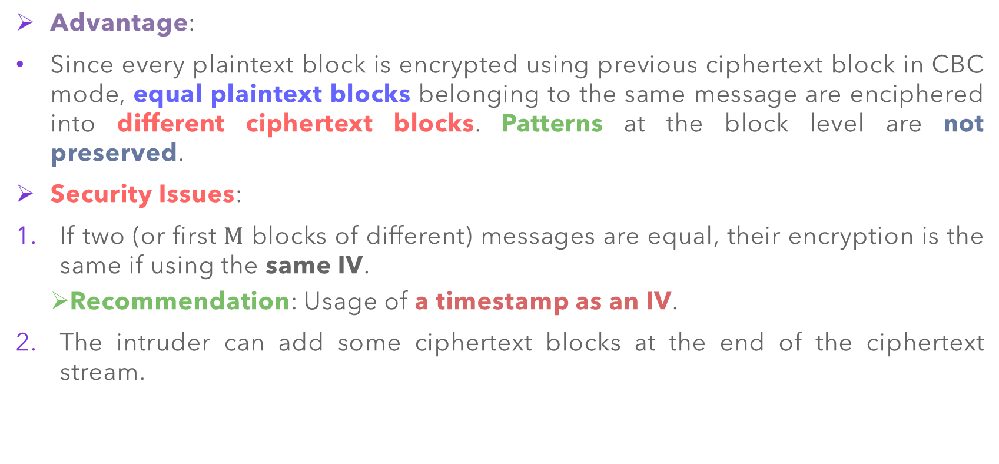 ➢ Advantage:
• Since every plaintext block is encrypted using previous ciphertext block in CBC
mode, equal plaintext blocks belonging to the same message are enciphered
into different ciphertext blocks. Patterns at the block level are not
preserved.
➢ Security Issues:
1. If two (or first M blocks of different) messages are equal, their encryption is the
same if using the same IV.
➢Recommendation: Usage of a timestamp as an IV.
2. The intruder can add some ciphertext blocks at the end of the ciphertext
stream.